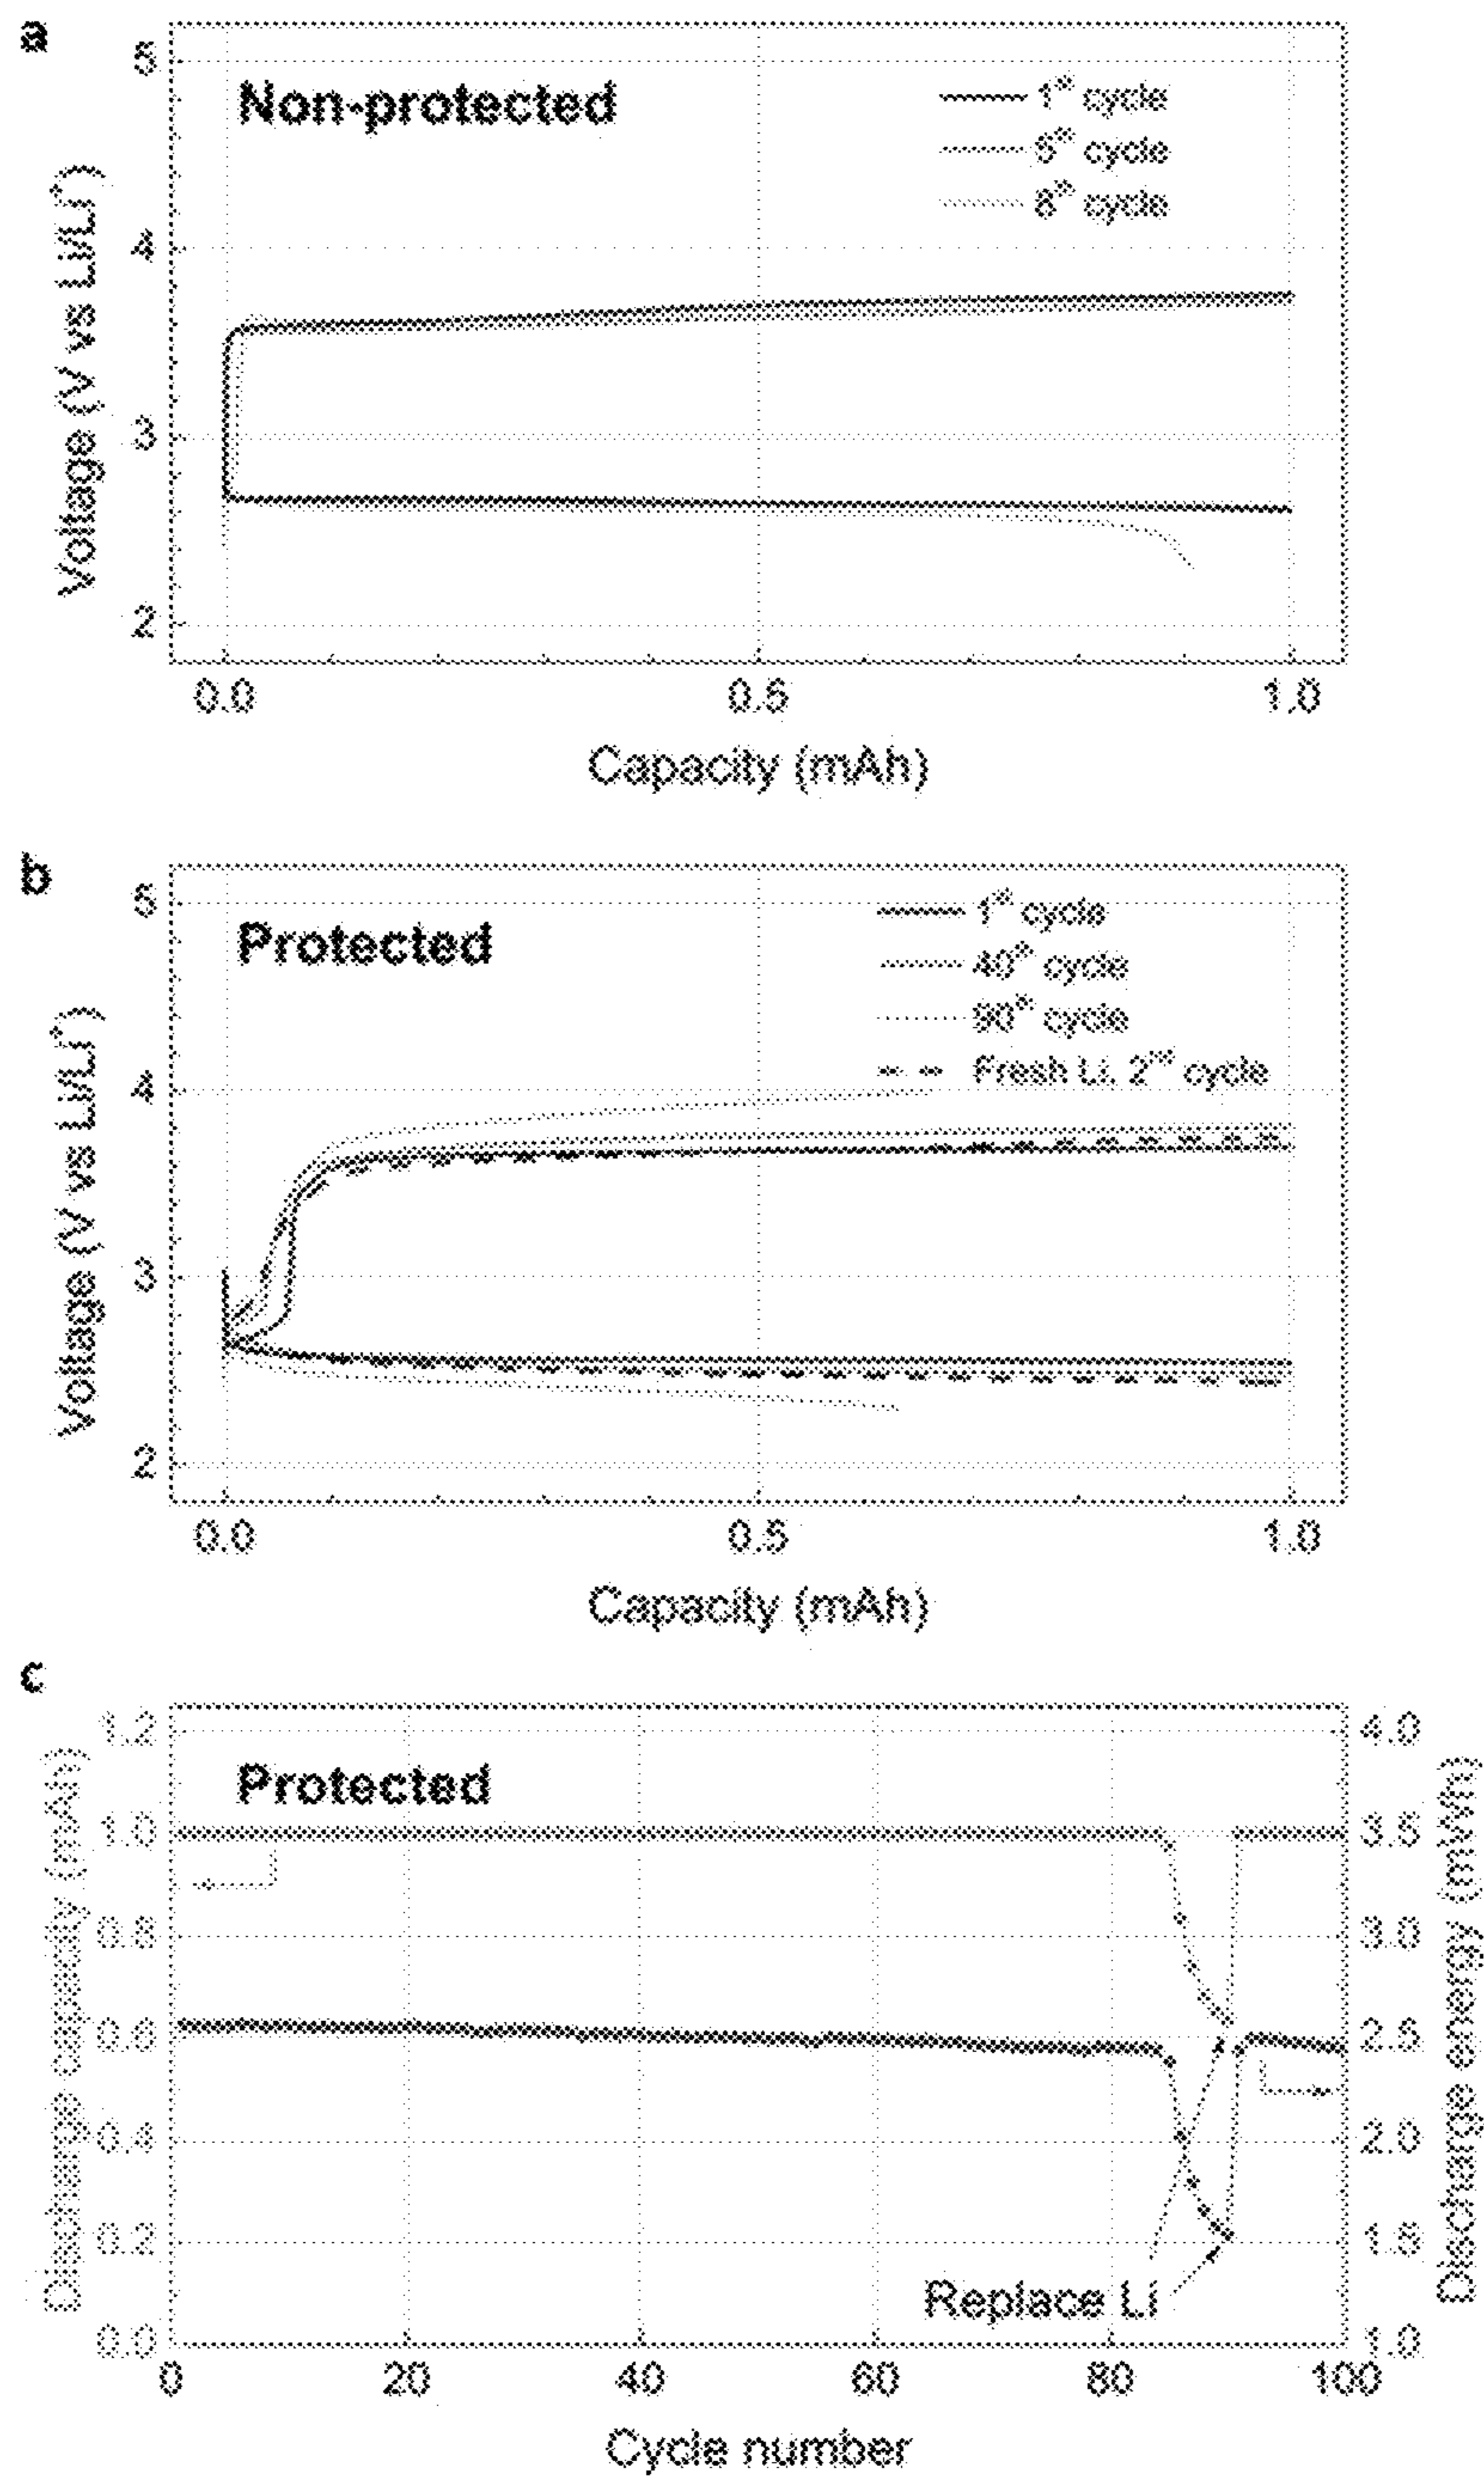 a
Non-protected
1st cycle
5th cycle
8th cycle
5
4
3
2
Voltage (V vs Li/Li+)
0.0 0.5 1.0
Capacity (mAh)
b
Protected
1st cycle
40th cycle
90th cycle
Fresh Li. 2nd cycle
5
4
3
2
Voltage (V vs Li/Li+)
0.0 0.5 1.0
Capacity (mAh)
c
Protected
1.2
1.0
0.8
0.6
0.4
0.2
0.0
Discharge capacity (mAh)
4.0
3.5
3.0
2.5
2.0
1.5
1.0
Discharge energy (mWh)
Replace Li
0 20 40 60 80 100
Cycle number